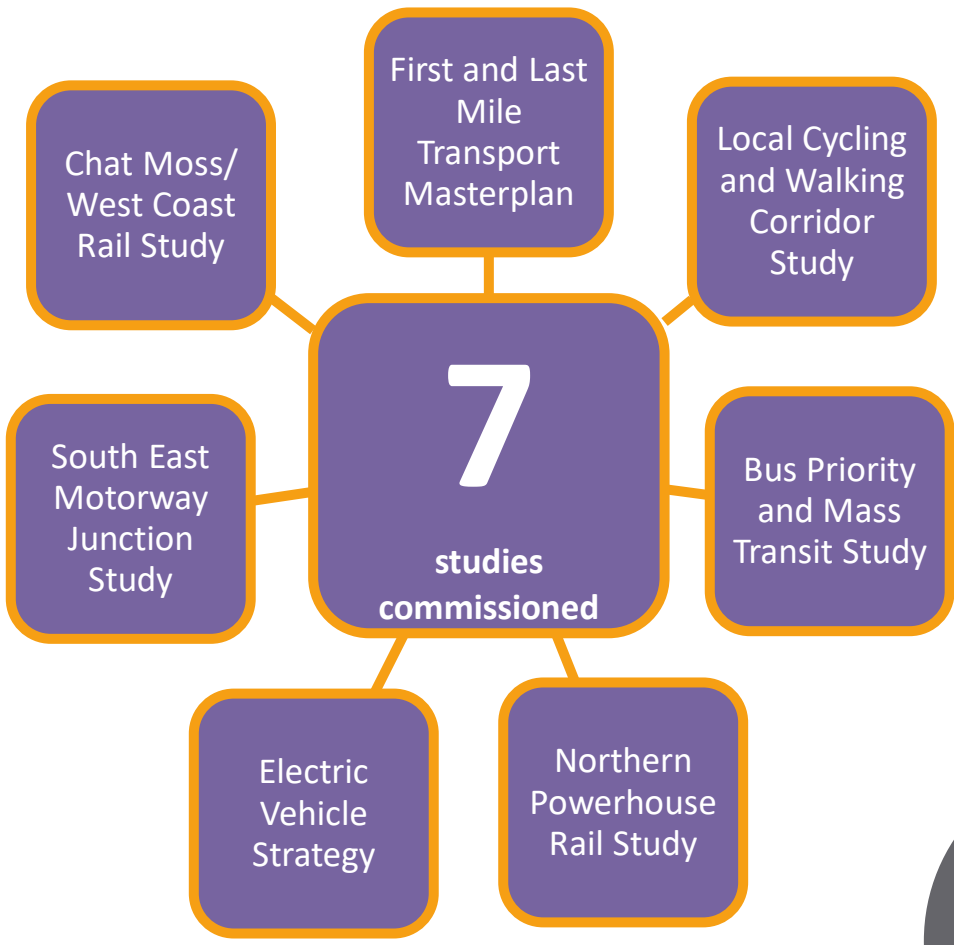 First and Last
Mile
Transport
Masterplan
Local Cycling
and Walking
Corridor
Study
Bus Priority
and Mass
Transit Study
Northern
Powerhouse
Rail Study
Electric
Vehicle
Strategy
South East
Motorway
Junction
Study
Chat Moss/
West Coast
Rail Study
7
studies
commissioned